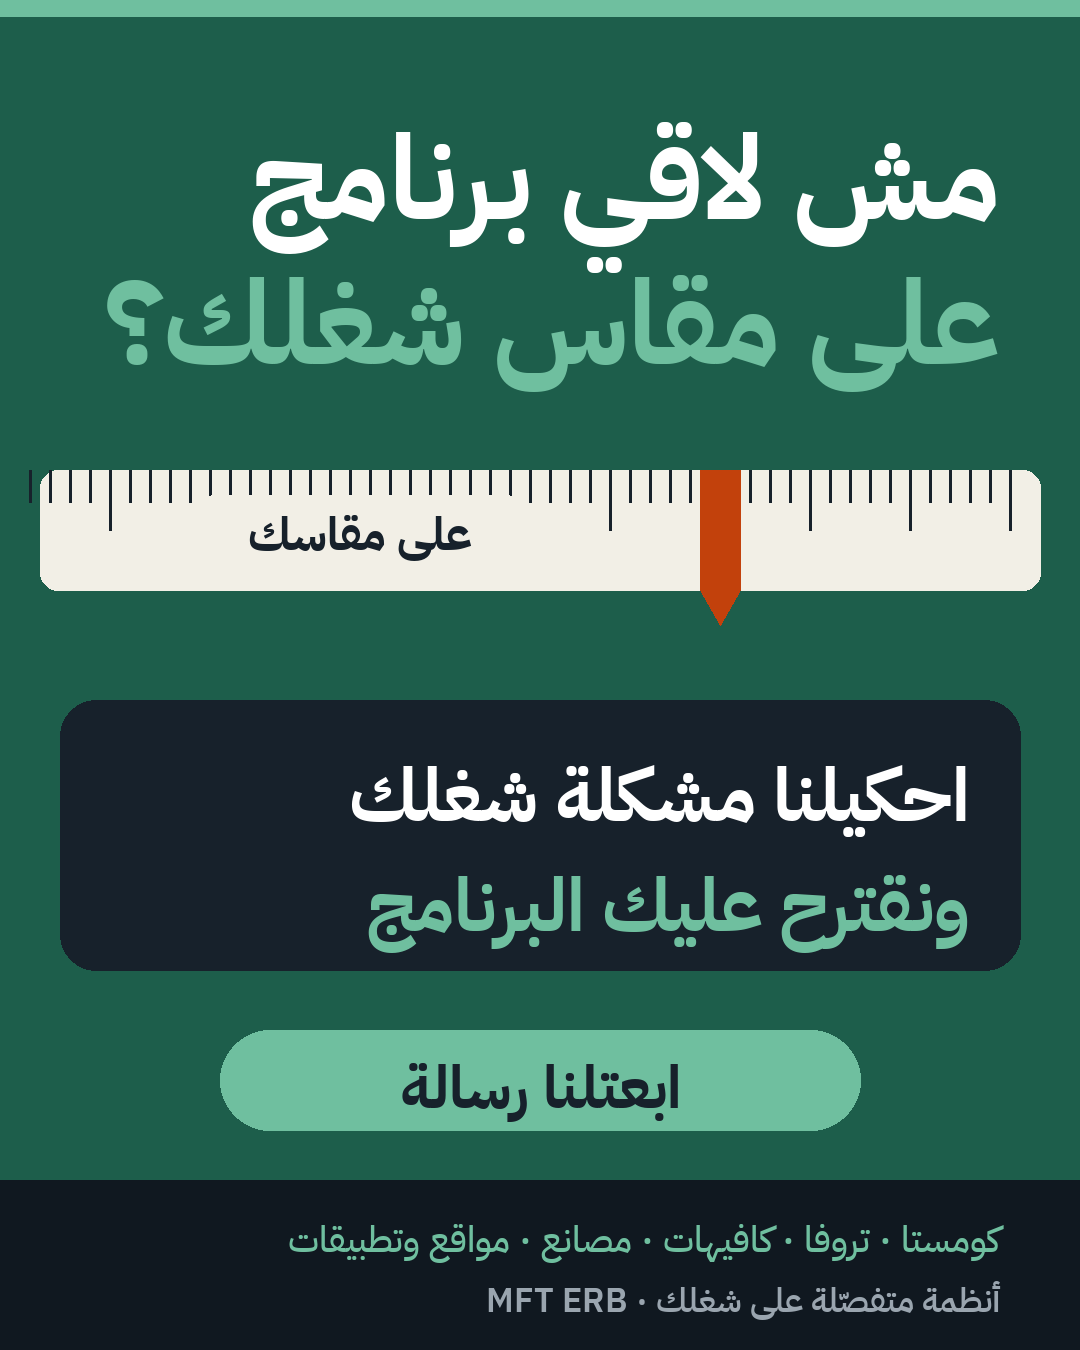 مش لاقي برنامج
على مقاس شغلك؟
على مقاسك
احكيلنا مشكلة شغلك
ونقترح عليك البرنامج
ابعتلنا رسالة
كومستا · تروفا · كافيهات · مصانع · مواقع وتطبيقات
أنظمة متفصّلة على شغلك · MFT ERB